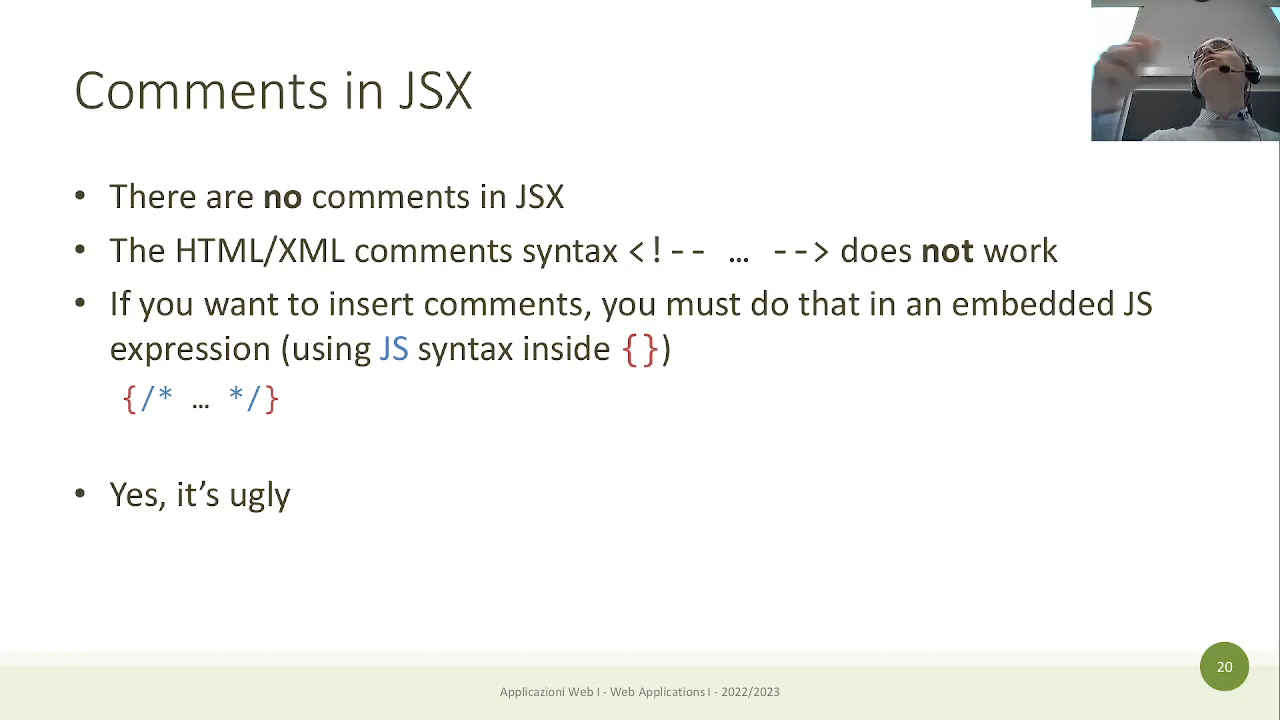 Comments in JSX
• There are no comments in JSX
• The HTML/XML comments syntax <!-- … --> does not work
• If you want to insert comments, you must do that in an embedded JS
expression (using JS syntax inside {})
{/* … */}
• Yes, it’s ugly
20
Applicazioni Web I - Web Applications I - 2022/2023